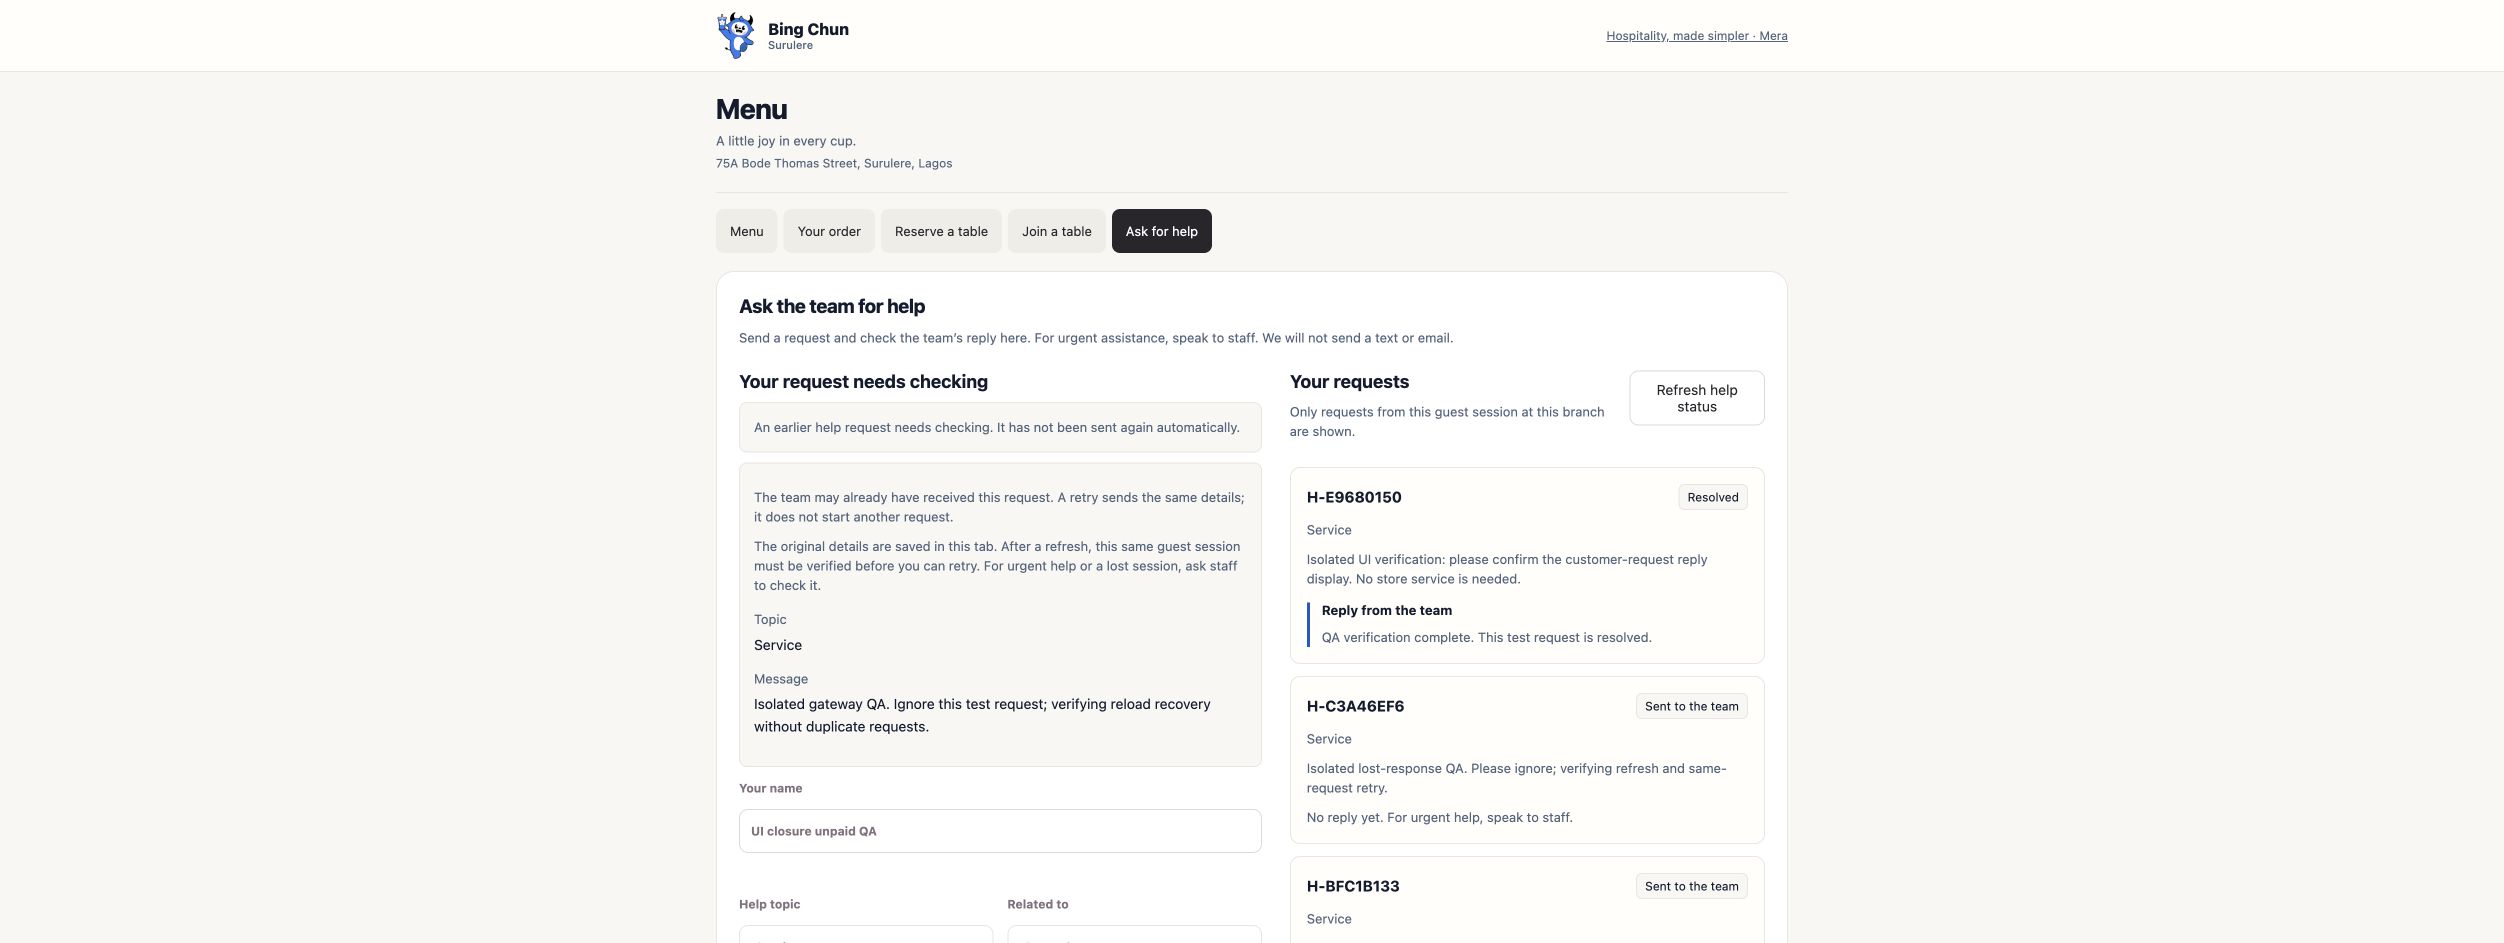 Bing Chun
Surulere
Hospitality, made simpler · Mera
Menu
A little joy in every cup.
75A Bode Thomas Street, Surulere, Lagos
Menu
Your order
Reserve a table
Join a table
Ask for help
Ask the team for help
Send a request and check the team's reply here. For urgent assistance, speak to staff. We will not send a text or email.
Your request needs checking
An earlier help request needs checking. It has not been sent again automatically.
The team may already have received this request. A retry sends the same details;
it does not start another request.
The original details are saved in this tab. After a refresh, this same guest session
must be verified before you can retry. For urgent help or a lost session, ask staff
to check it.
Topic
Service
Message
Isolated gateway QA. Ignore this test request; verifying reload recovery
without duplicate requests.
Your name
UI closure unpaid QA
Help topic
Related to
Your requests
Only requests from this guest session at this branch
are shown.
Refresh help
status
H-E9680150
Resolved
Service
Isolated UI verification: please confirm the customer-request reply
display. No store service is needed.
Reply from the team
QA verification complete. This test request is resolved.
H-C3A46EF6
Sent to the team
Service
Isolated lost-response QA. Please ignore; verifying refresh and same-
request retry.
No reply yet. For urgent help, speak to staff.
H-BFC1B133
Sent to the team
Service